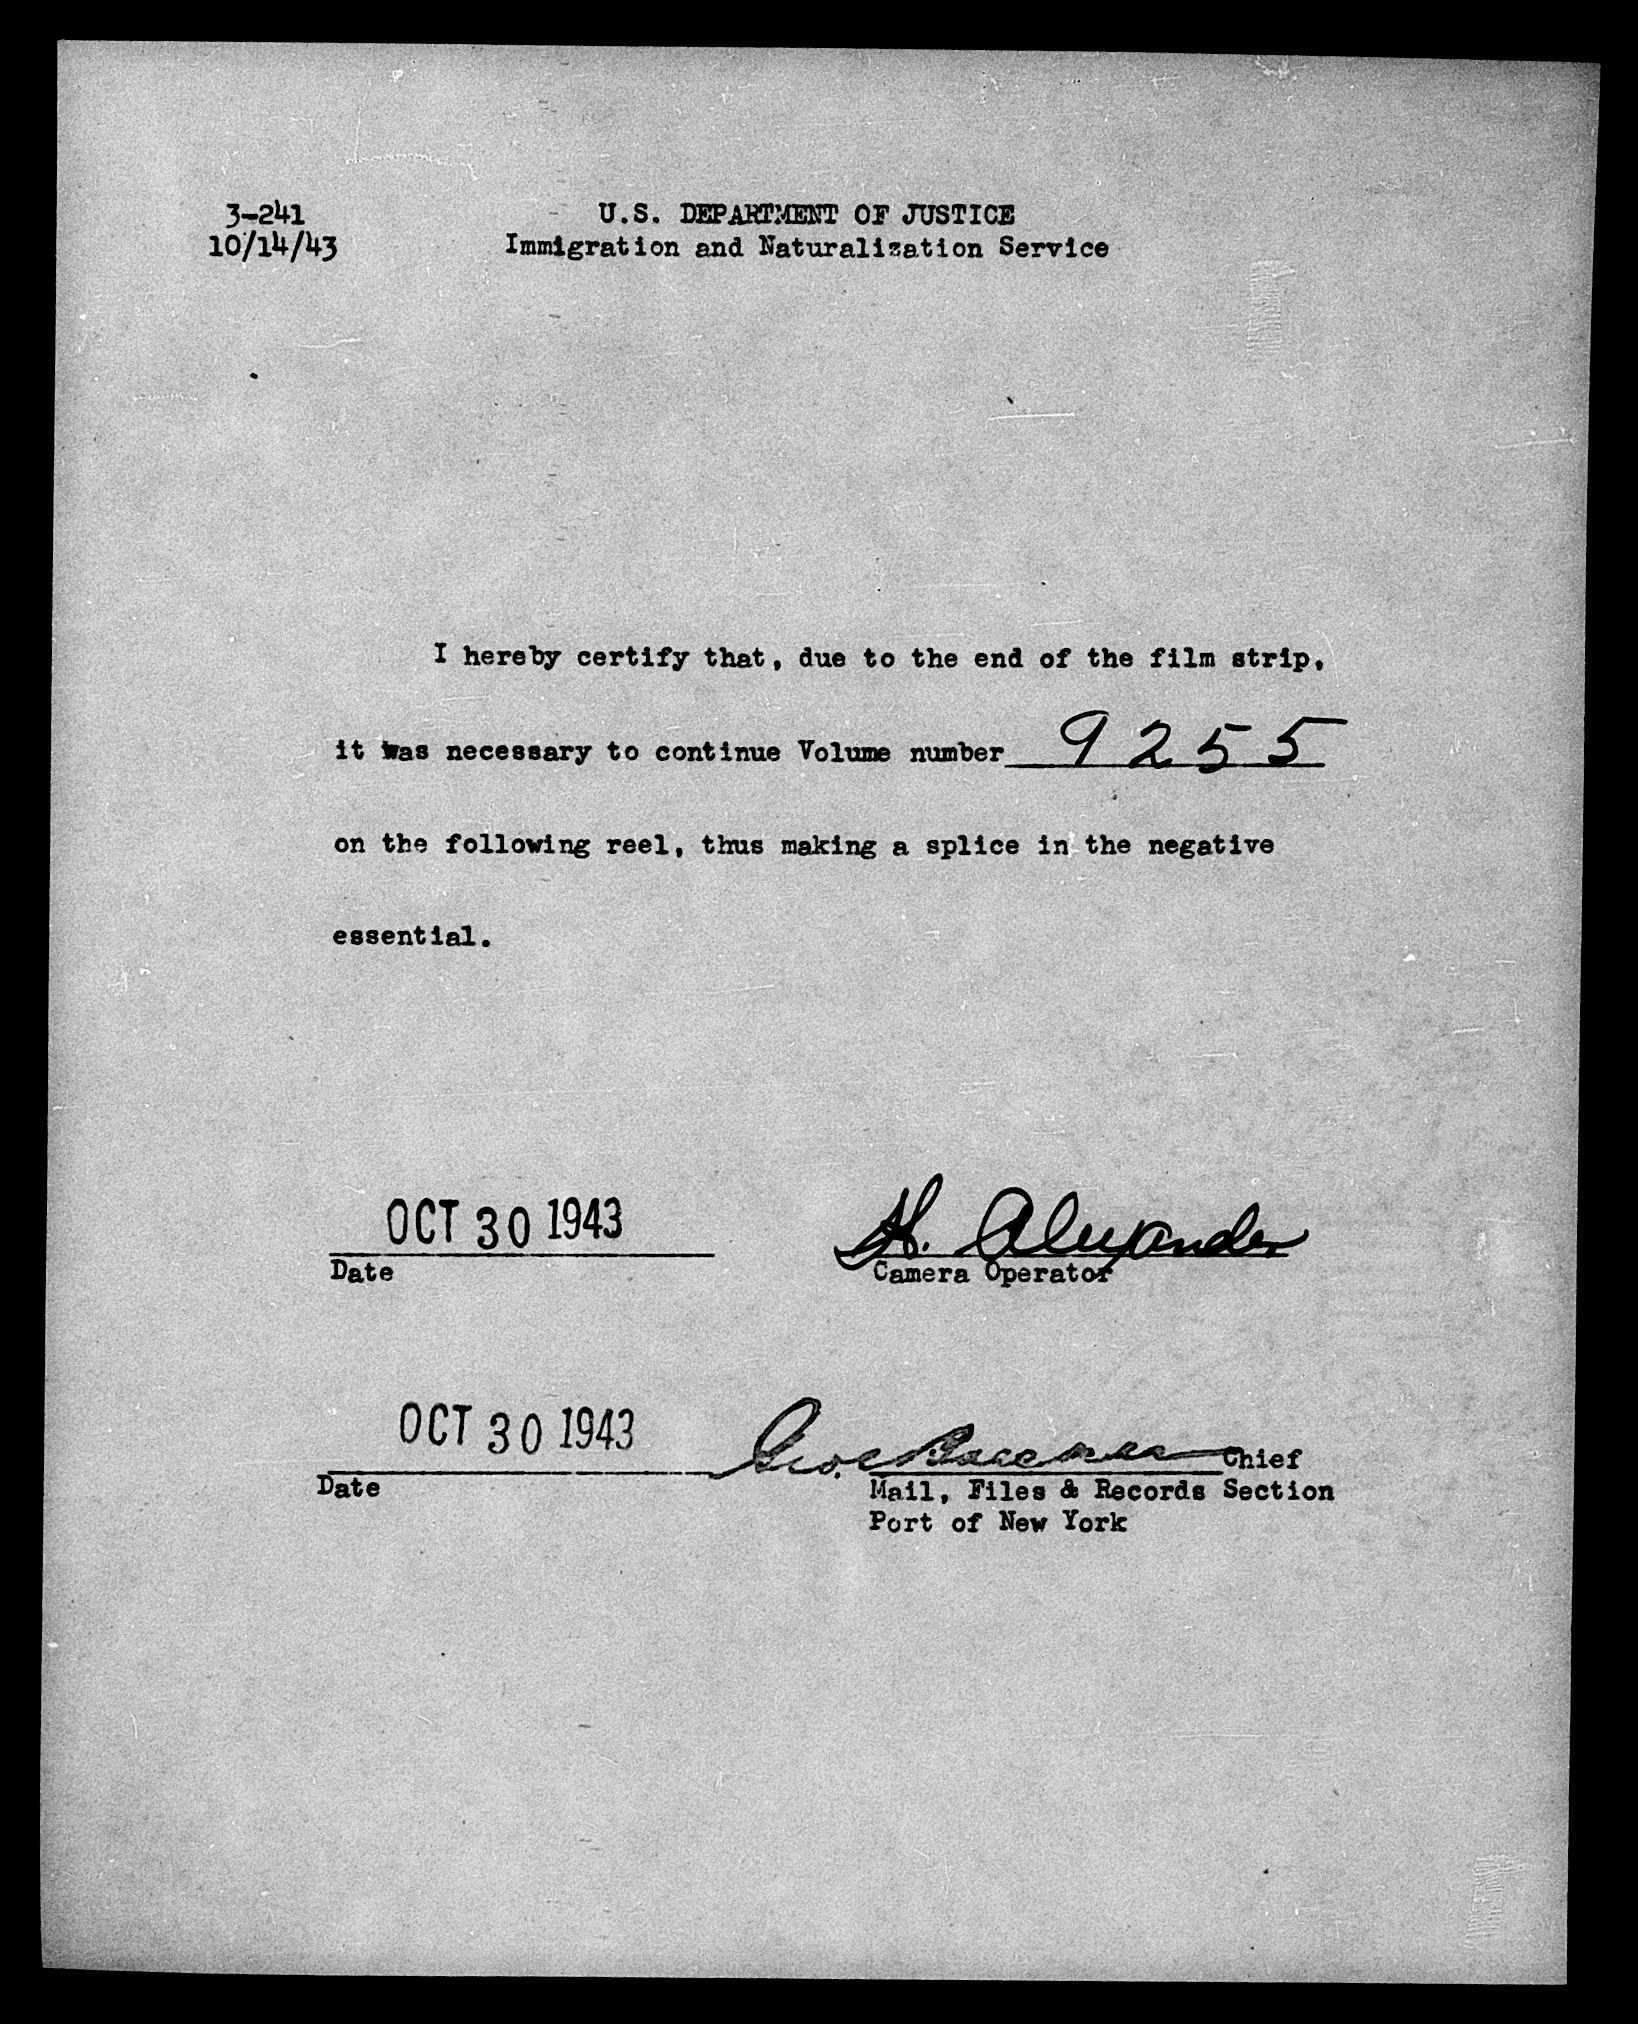 3-241
10/14/43
U.S. DEPARTMENT OF JUSTICE
Immigration and Naturalization Service
I hereby certify that, due to the end of the film strip,
it was necessary to continue Volume number 9255
on the following reel, thus making a splice in the negative
essential.
OCT 30 1943
Date
H. Alexander
Camera Operator
OCT 30 1943
Date
Geo. Chief
Mail, Files & Records Section
Port of New York